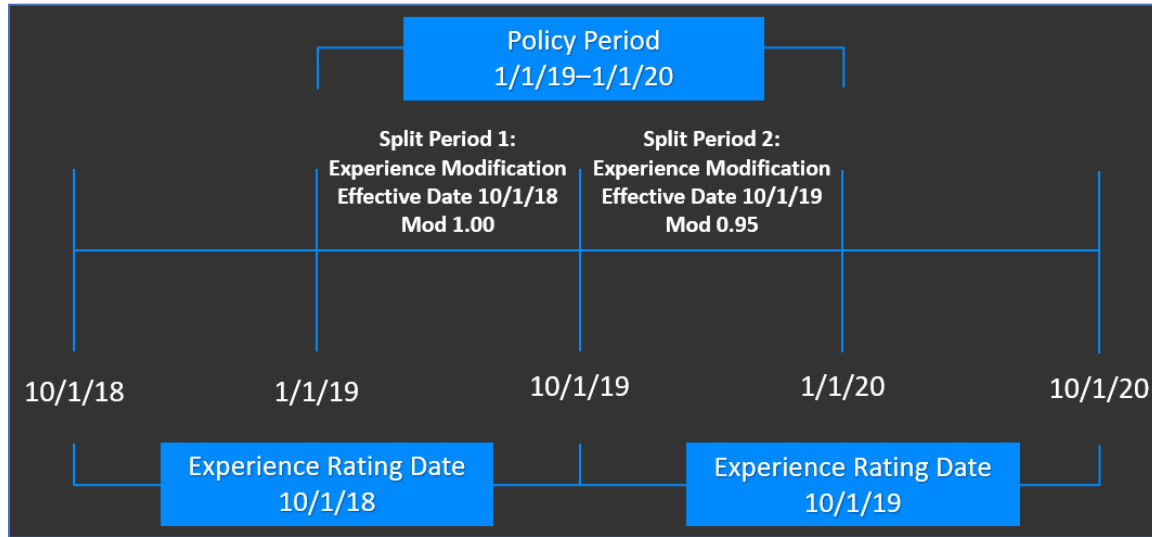 Policy Period
1/1/19–1/1/20
Split Period 1:
Experience Modification
Effective Date 10/1/18
Mod 1.00
Split Period 2:
Experience Modification
Effective Date 10/1/19
Mod 0.95
10/1/18
1/1/19
10/1/19
1/1/20
10/1/20
Experience Rating Date
10/1/18
Experience Rating Date
10/1/19